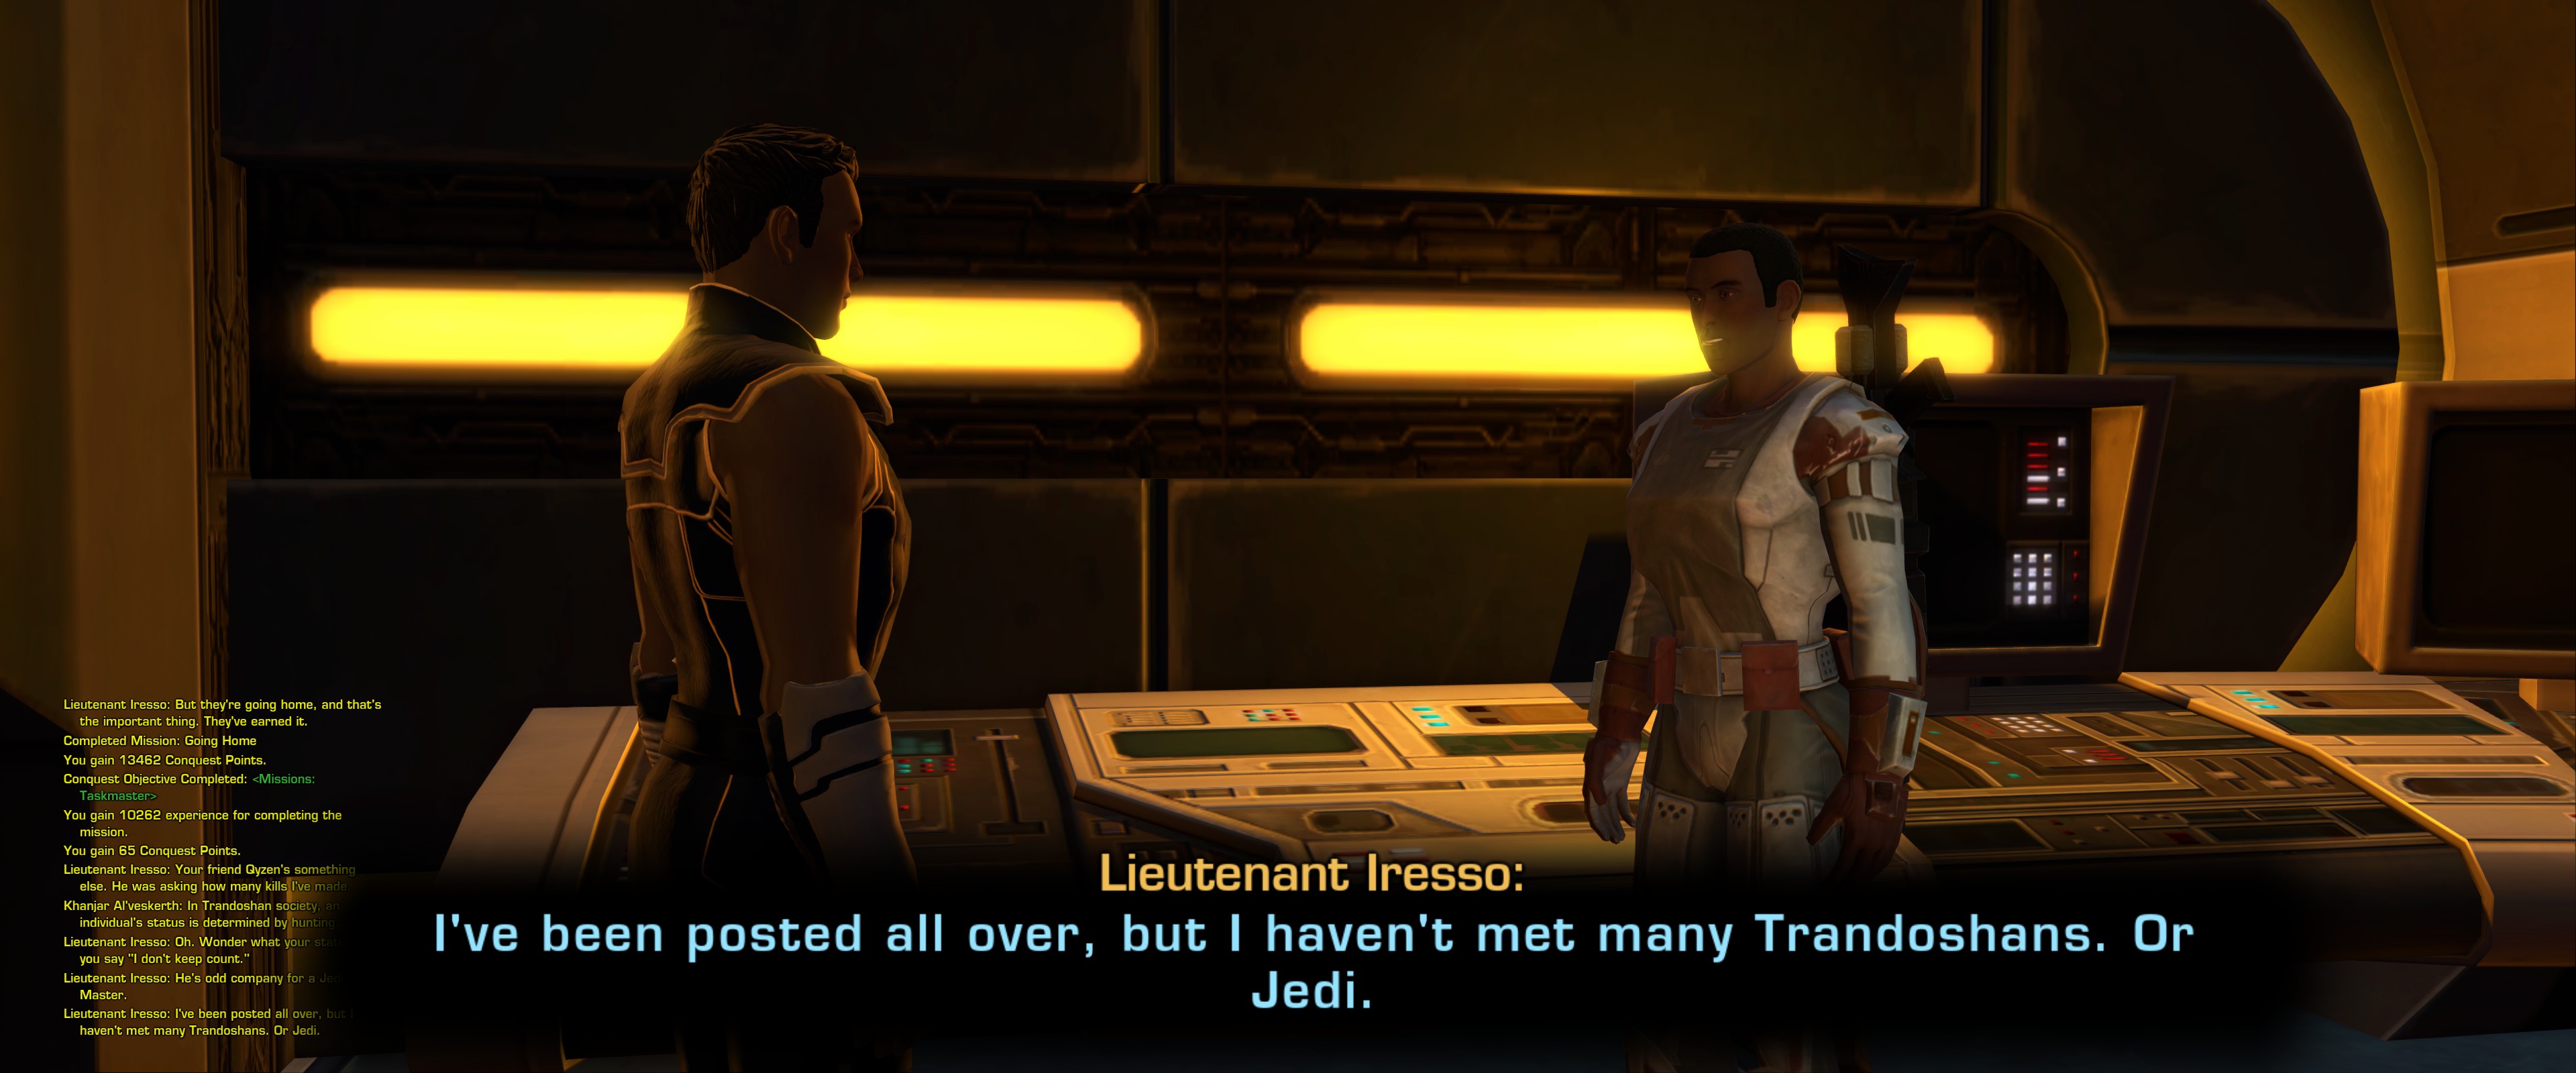 Lieutenant Iresso: But they're going home, and that's
the important thing. They've earned it.
Completed Mission: Going Home
You gain 13462 Conquest Points.
Conquest Objective Completed: <Missions:
Taskmaster>
You gain 10262 experience for completing the
mission.
You gain 65 Conquest Points.
Lieutenant Iresso: Your friend Qyzen's something
else. He was asking how many kills I've made.
Khanjar Al'veskerth: In Trandoshan society, an
individual's status is determined by hunting
Lieutenant Iresso: Oh. Wonder what your
you say "I don't keep count."
Lieutenant Iresso: He's odd company for a Jedi
Master.
Lieutenant Iresso: I've been posted all over, but I
haven't met many Trandoshans. Or Jedi.
Lieutenant Iresso:
I've been posted all over, but I haven't met many Trandoshans. Or
Jedi.